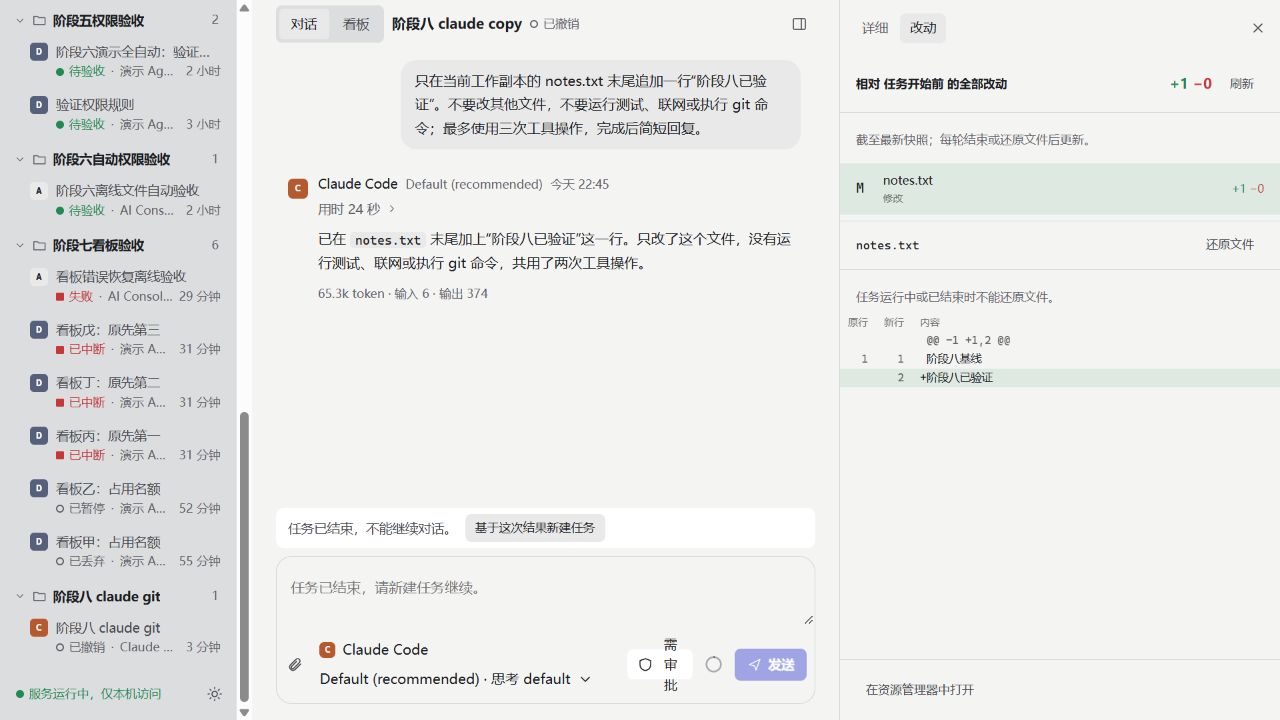 阶段五权限验收 2
D 阶段六演示全自动：验证...
待验收 · 演示 Ag... 2 小时
D 验证权限规则
待验收 · 演示 Ag... 3 小时
阶段六自动权限验收 1
A 阶段六离线文件自动验收
待验收 · AI Cons... 2 小时
阶段七看板验收 6
A 看板错误恢复离线验收
失败 · AI Consol... 29 分钟
D 看板戊：原先第三
已中断 · 演示 A... 31 分钟
D 看板丁：原先第二
已中断 · 演示 A... 31 分钟
D 看板丙：原先第一
已中断 · 演示 A... 31 分钟
D 看板乙：占用名额
已暂停 · 演示 A... 52 分钟
D 看板甲：占用名额
已丢弃 · 演示 A... 55 分钟
阶段八 claude git 1
C 阶段八 claude git
已撤销 · Claude ... 3 分钟
服务运行中，仅本机访问
对话 看板 阶段八 claude copy 已撤销
只在当前工作副本的 notes.txt 末尾追加一行“阶段八已验
证”。不要改其他文件，不要运行测试、联网或执行 git 命
令；最多使用三次工具操作，完成后简短回复。
C Claude Code Default (recommended) 今天 22:45
用时 24 秒
已在 notes.txt 末尾加上“阶段八已验证”这一行。只改了这个文件，没有运
行测试、联网或执行 git 命令，共用了两次工具操作。
65.3k token · 输入 6 · 输出 374
任务已结束，不能继续对话。 基于这次结果新建任务
任务已结束，请新建任务继续。
C Claude Code
Default (recommended) · 思考 default
需
审
批
发送
详细 改动
相对 任务开始前 的全部改动 +1 −0 刷新
截至最新快照；每轮结束或还原文件后更新。
M notes.txt +1 −0
修改
notes.txt 还原文件
任务运行中或已结束时不能还原文件。
原行 新行 内容
@@ -1 +1,2 @@
1 1 阶段八基线
2 +阶段八已验证
在资源管理器中打开